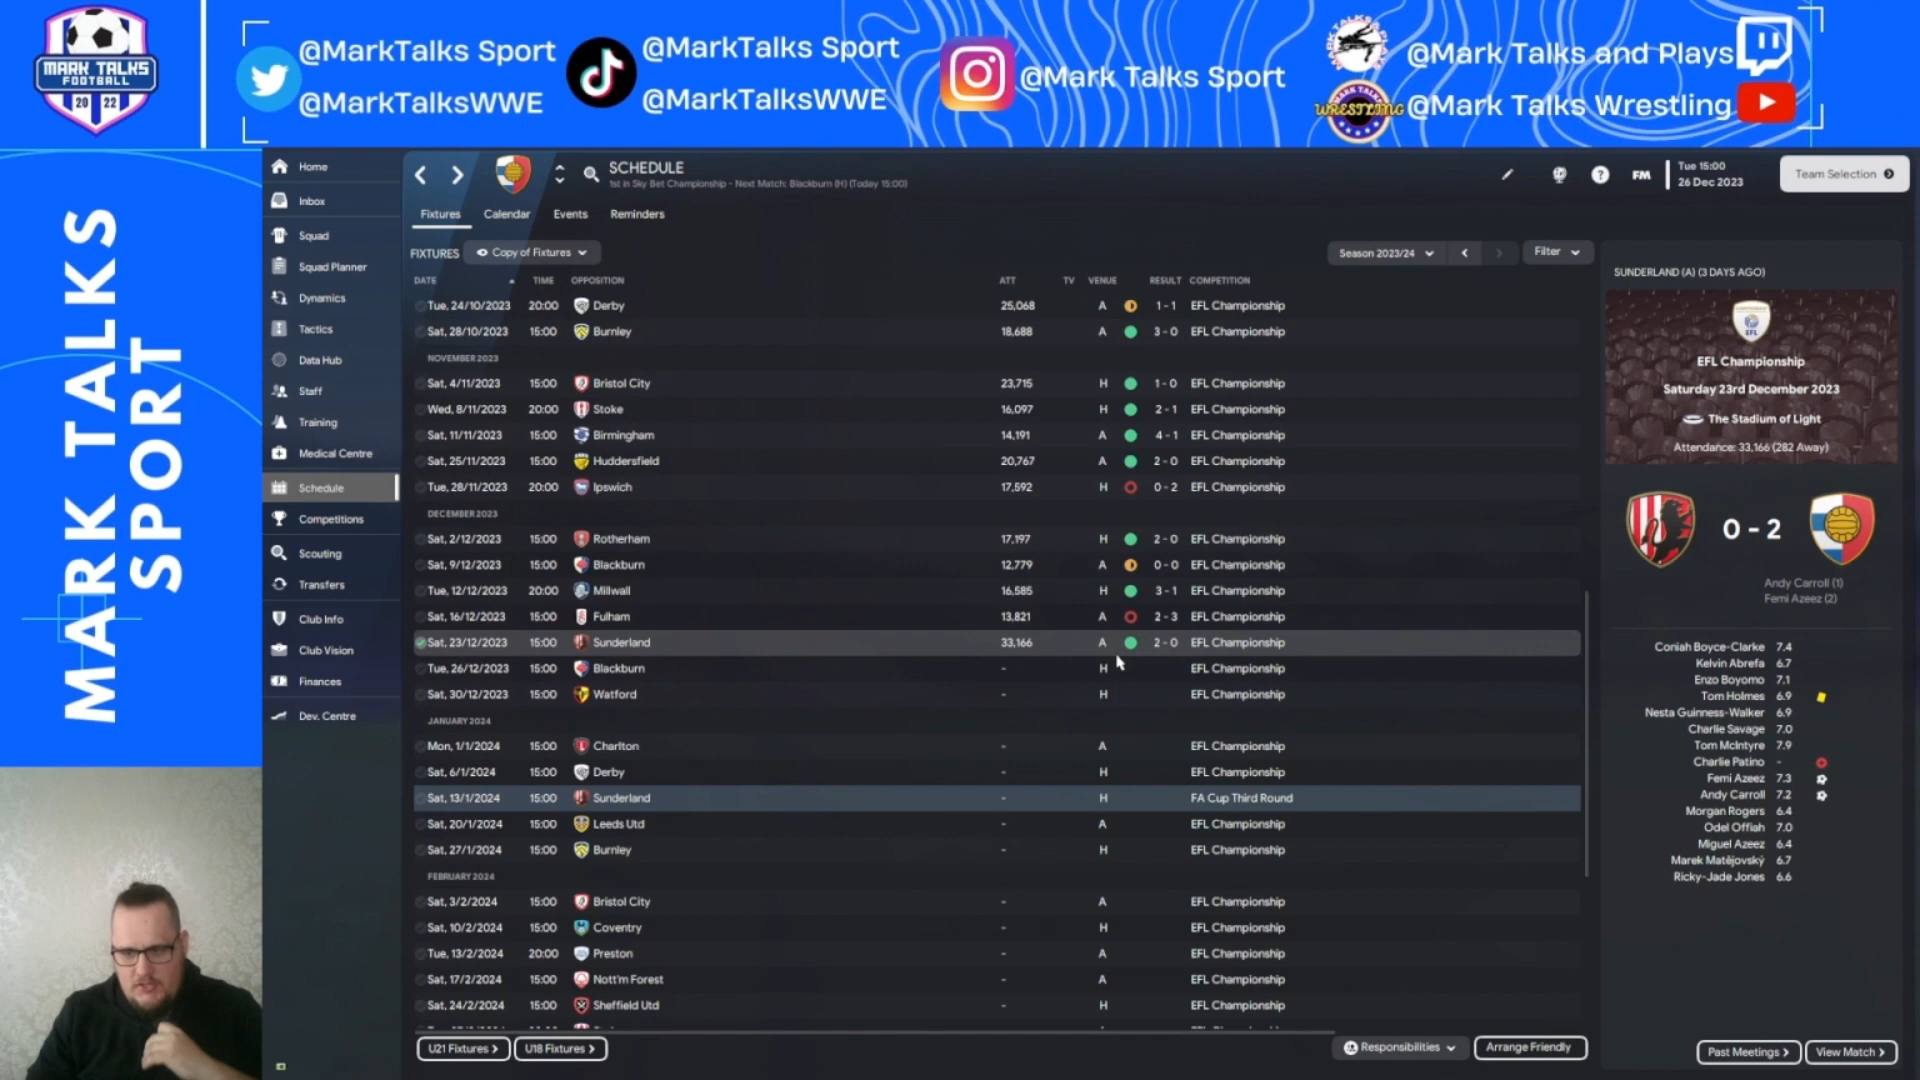 MARK TALKS
FOOTBALL
20 22
@MarkTalks Sport
@MarkTalksWWE
@MarkTalks Sport
@MarkTalksWWE
@Mark Talks Sport
@Mark Talks and Plays
WRESTLING
@Mark Talks Wrestling
MARK TALKS
SPORT
Home
Inbox
Squad
Squad Planner
Dynamics
Tactics
Data Hub
Staff
Training
Medical Centre
Schedule
Competitions
Scouting
Transfers
Club Info
Club Vision
Finances
Dev. Centre
SCHEDULE
1st in Sky Bet Championship - Next Match: Blackburn (H) (Today 15:00)
FM
Tue 15:00
26 Dec 2023
Team Selection
Fixtures Calendar Events Reminders
FIXTURES Copy of Fixtures Season 2023/24 Filter
DATE TIME OPPOSITION ATT TV VENUE RESULT COMPETITION
Tue, 24/10/2023 20:00 Derby 25,068 A 1 - 1 EFL Championship
Sat, 28/10/2023 15:00 Burnley 18,688 A 3 - 0 EFL Championship
NOVEMBER 2023
Sat, 4/11/2023 15:00 Bristol City 23,715 H 1 - 0 EFL Championship
Wed, 8/11/2023 20:00 Stoke 16,097 H 2 - 1 EFL Championship
Sat, 11/11/2023 15:00 Birmingham 14,191 A 4 - 1 EFL Championship
Sat, 25/11/2023 15:00 Huddersfield 20,767 A 2 - 0 EFL Championship
Tue, 28/11/2023 20:00 Ipswich 17,592 H 0 - 2 EFL Championship
DECEMBER 2023
Sat, 2/12/2023 15:00 Rotherham 17,197 H 2 - 0 EFL Championship
Sat, 9/12/2023 15:00 Blackburn 12,779 A 0 - 0 EFL Championship
Tue, 12/12/2023 20:00 Millwall 16,585 H 3 - 1 EFL Championship
Sat, 16/12/2023 15:00 Fulham 13,821 A 2 - 3 EFL Championship
Sat, 23/12/2023 15:00 Sunderland 33,166 A 2 - 0 EFL Championship
Tue, 26/12/2023 15:00 Blackburn - H EFL Championship
Sat, 30/12/2023 15:00 Watford - H EFL Championship
JANUARY 2024
Mon, 1/1/2024 15:00 Charlton - A EFL Championship
Sat, 6/1/2024 15:00 Derby - H EFL Championship
Sat, 13/1/2024 15:00 Sunderland - H FA Cup Third Round
Sat, 20/1/2024 15:00 Leeds Utd - A EFL Championship
Sat, 27/1/2024 15:00 Burnley - H EFL Championship
FEBRUARY 2024
Sat, 3/2/2024 15:00 Bristol City - A EFL Championship
Sat, 10/2/2024 15:00 Coventry - H EFL Championship
Tue, 13/2/2024 20:00 Preston - A EFL Championship
Sat, 17/2/2024 15:00 Nott'm Forest - A EFL Championship
Sat, 24/2/2024 15:00 Sheffield Utd - H EFL Championship
U21 Fixtures U18 Fixtures Responsibilities Arrange Friendly
SUNDERLAND (A) (3 DAYS AGO)
EFL
EFL Championship
Saturday 23rd December 2023
The Stadium of Light
Attendance: 33,166 (282 Away)
0 - 2
Andy Carroll (1)
Femi Azeez (2)
Coniah Boyce-Clarke 7.4
Kelvin Abrefa 6.7
Enzo Boyomo 7.1
Tom Holmes 6.9
Nesta Guinness-Walker 6.9
Charlie Savage 7.0
Tom McIntyre 7.9
Charlie Patino -
Femi Azeez 7.3
Andy Carroll 7.2
Morgan Rogers 6.4
Odel Offiah 7.0
Miguel Azeez 6.4
Marek Matějovský 6.7
Ricky-Jade Jones 6.6
Past Meetings View Match